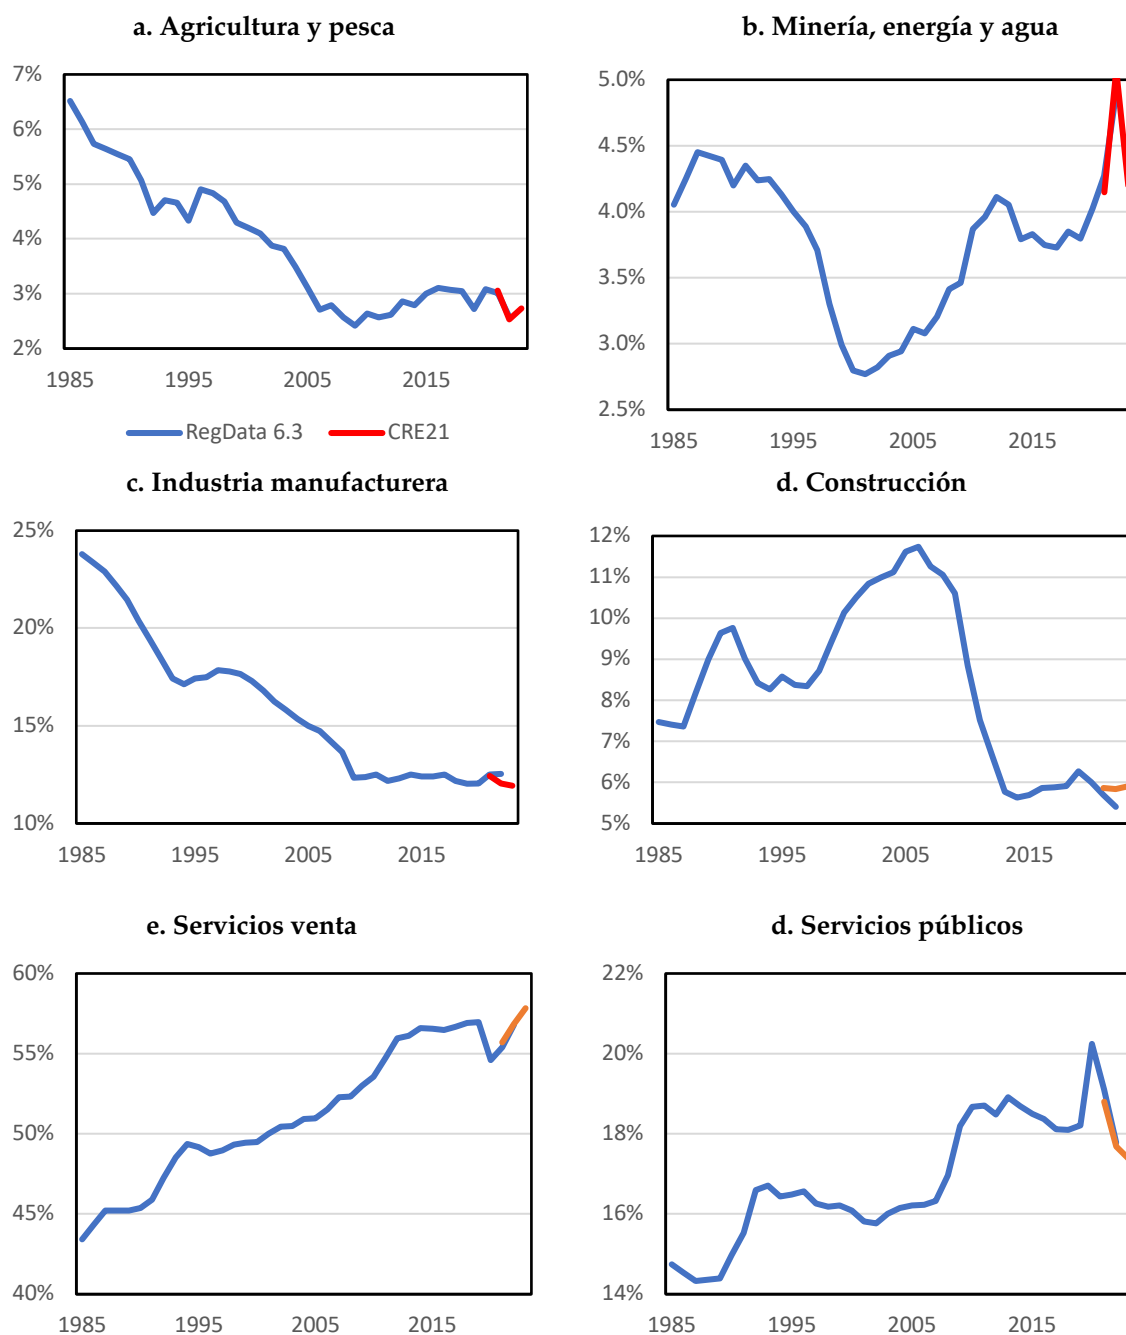 a. Agricultura y pesca
7%
6%
5%
4%
3%
2%
1985 1995 2005 2015
RegData 6.3 CRE21
b. Minería, energía y agua
5.0%
4.5%
4.0%
3.5%
3.0%
2.5%
1985 1995 2005 2015
c. Industria manufacturera
25%
20%
15%
10%
1985 1995 2005 2015
d. Construcción
12%
11%
10%
9%
8%
7%
6%
5%
1985 1995 2005 2015
e. Servicios venta
60%
55%
50%
45%
40%
1985 1995 2005 2015
d. Servicios públicos
22%
20%
18%
16%
14%
1985 1995 2005 2015